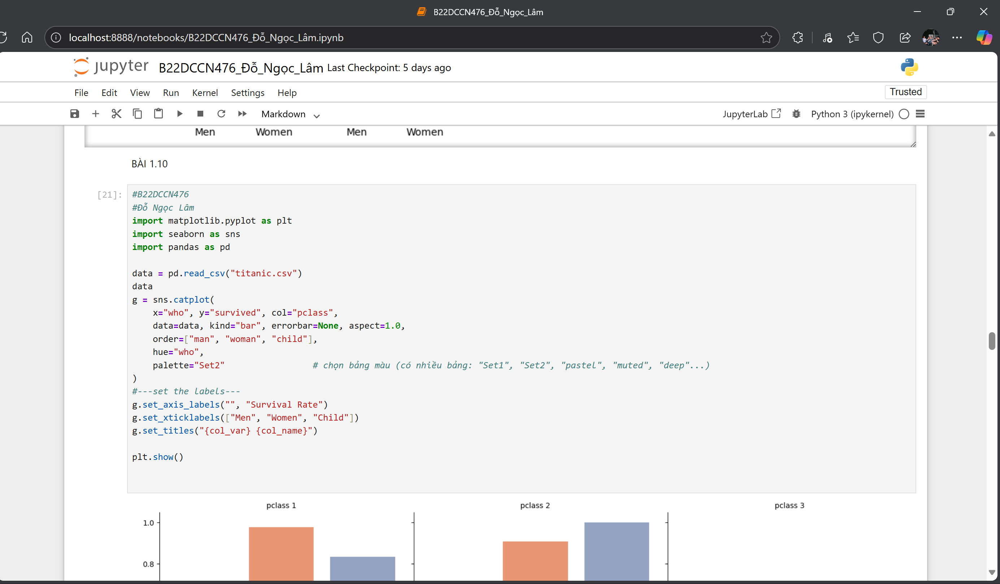 B22DCCN476_Đỗ_Ngọc_Lâm
localhost:8888/notebooks/B22DCCN476_Đỗ_Ngọc_Lâm.ipynb
jupyter B22DCCN476_Đỗ_Ngọc_Lâm Last Checkpoint: 5 days ago
File Edit View Run Kernel Settings Help Trusted
Markdown JupyterLab Python 3 (ipykernel)
Men Women Men Women
BÀI 1.10
[21]: #B22DCCN476
#Đỗ Ngọc Lâm
import matplotlib.pyplot as plt
import seaborn as sns
import pandas as pd
data = pd.read_csv("titanic.csv")
data
g = sns.catplot(
    x="who", y="survived", col="pclass",
    data=data, kind="bar", errorbar=None, aspect=1.0,
    order=["man", "woman", "child"],
    hue="who",
    palette="Set2"                 # chọn bảng màu (có nhiều bảng: "Set1", "Set2", "pastel", "muted", "deep"...)
)
#---set the labels---
g.set_axis_labels("", "Survival Rate")
g.set_xticklabels(["Men", "Women", "Child"])
g.set_titles("{col_var} {col_name}")
plt.show()
pclass 1 pclass 2 pclass 3
1.0
0.8